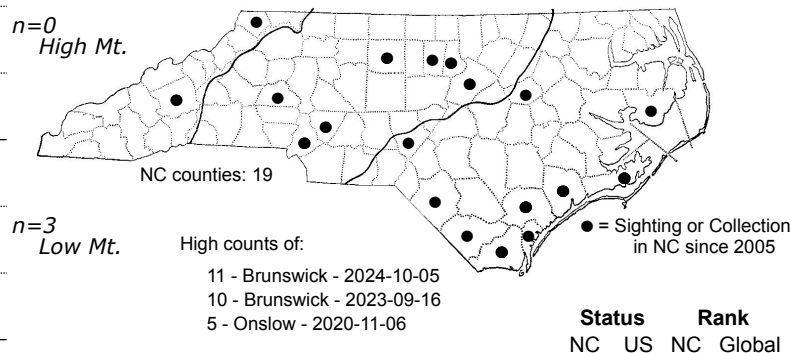 n=0
High Mt.
NC counties: 19
n=3
Low Mt.
High counts of:
11 - Brunswick - 2024-10-05
10 - Brunswick - 2023-09-16
5 - Onslow - 2020-11-06
● = Sighting or Collection
in NC since 2005
Status Rank
NC US NC Global